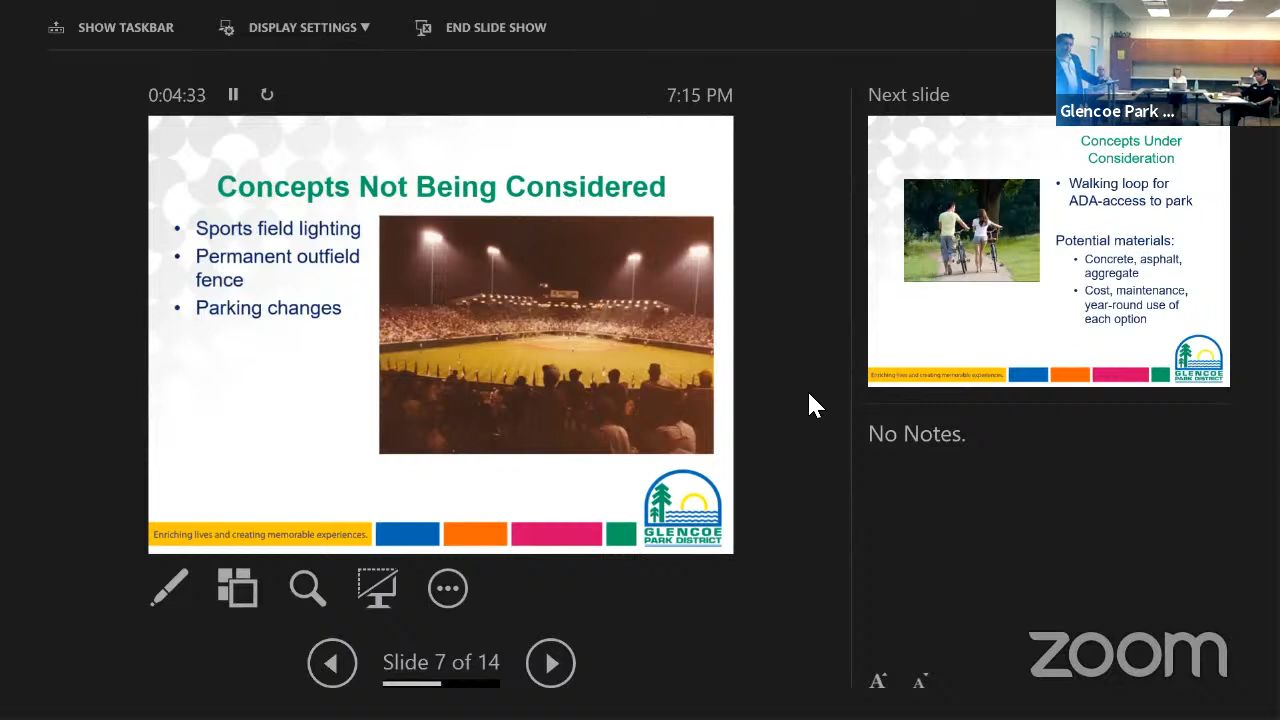 SHOW TASKBAR
DISPLAY SETTINGS ▼
END SLIDE SHOW
Glencoe Park ...
0:04:33
7:15 PM
Next slide
Concepts Not Being Considered
• Sports field lighting
• Permanent outfield
fence
• Parking changes
Enriching lives and creating memorable experiences.
GLENCOE
PARK DISTRICT
Concepts Under
Consideration
• Walking loop for
ADA-access to park
Potential materials:
• Concrete, asphalt,
aggregate
• Cost, maintenance,
year-round use of
each option
Enriching lives and creating memorable experiences.
GLENCOE
PARK DISTRICT
No Notes.
Slide 7 of 14
A A
zoom